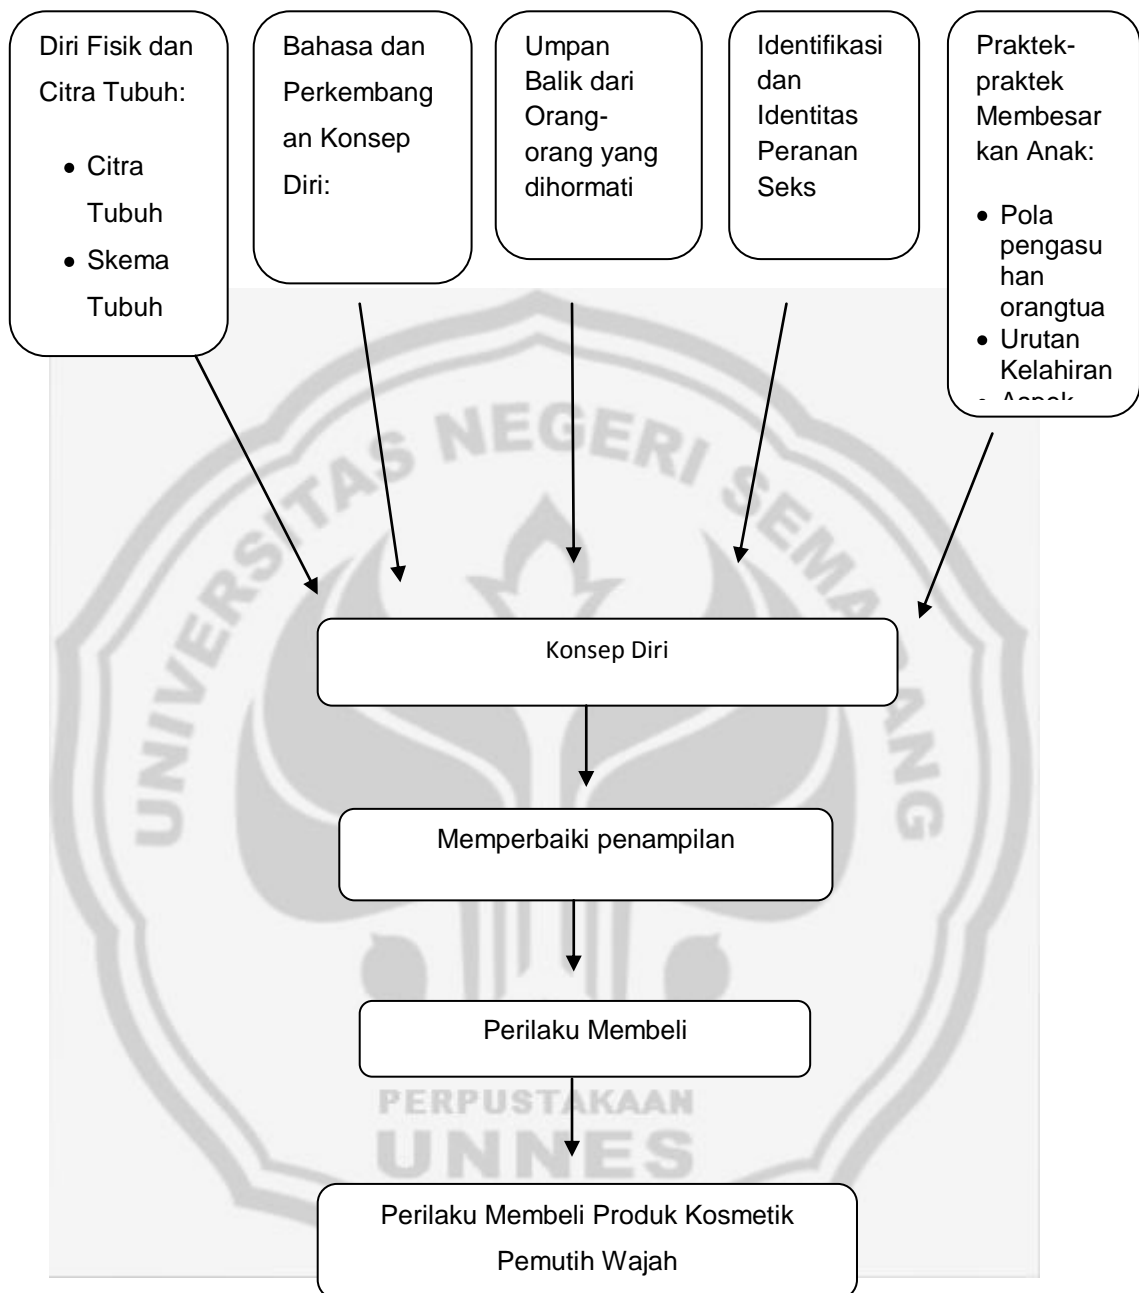 Diri Fisik dan
Citra Tubuh:
• Citra
Tubuh
• Skema
Tubuh
Bahasa dan
Perkembang
an Konsep
Diri:
Umpan
Balik dari
Orang-
orang yang
dihormati
Identifikasi
dan
Identitas
Peranan
Seks
Praktek-
praktek
Membesar
kan Anak:
• Pola
pengasu
han
orangtua
• Urutan
Kelahiran
UNIVERSITAS NEGERI SEMARANG
Konsep Diri
Memperbaiki penampilan
Perilaku Membeli
PERPUSTAKAAN
UNNES
Perilaku Membeli Produk Kosmetik
Pemutih Wajah